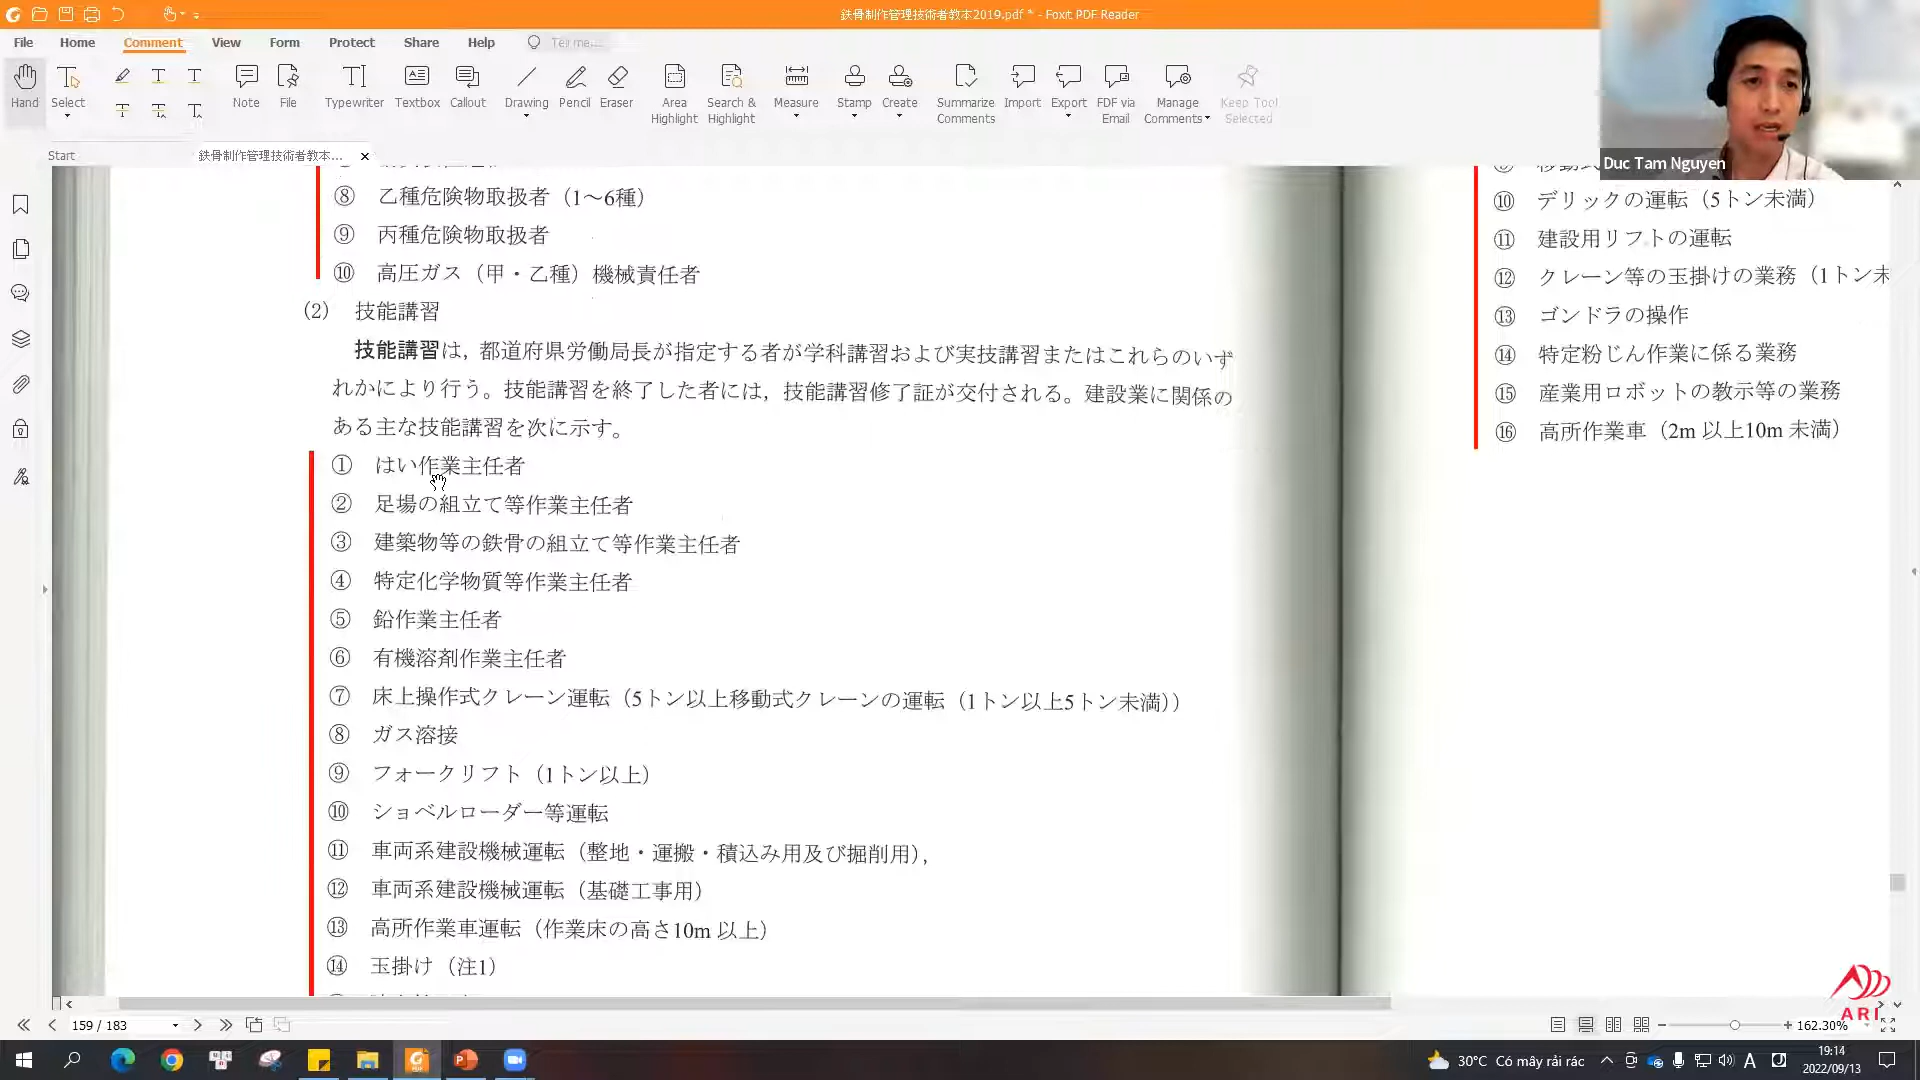 鉄骨制作管理技術者教本2019.pdf * - Foxit PDF Reader
File Home Comment View Form Protect Share Help Tell me...
Hand Select Note File Typewriter Textbox Callout Drawing Pencil Eraser Area Highlight Search & Highlight Measure Stamp Create Summarize Comments Import Export FDF via Email Manage Comments Keep Tool Selected
Start 鉄骨制作管理技術者教本...
Duc Tam Nguyen
⑧ 乙種危険物取扱者（1～6種）
⑨ 丙種危険物取扱者
⑩ 高圧ガス（甲・乙種）機械責任者
（2） 技能講習
技能講習は，都道府県労働局長が指定する者が学科講習および実技講習またはこれらのいず
れかにより行う。技能講習を終了した者には，技能講習修了証が交付される。建設業に関係の
ある主な技能講習を次に示す。
① はい作業主任者
② 足場の組立て等作業主任者
③ 建築物等の鉄骨の組立て等作業主任者
④ 特定化学物質等作業主任者
⑤ 鉛作業主任者
⑥ 有機溶剤作業主任者
⑦ 床上操作式クレーン運転（5トン以上移動式クレーンの運転（1トン以上5トン未満））
⑧ ガス溶接
⑨ フォークリフト（1トン以上）
⑩ ショベルローダー等運転
⑪ 車両系建設機械運転（整地・運搬・積込み用及び掘削用），
⑫ 車両系建設機械運転（基礎工事用）
⑬ 高所作業車運転（作業床の高さ10m 以上）
⑭ 玉掛け（注1）
⑩ デリックの運転（5トン未満）
⑪ 建設用リフトの運転
⑫ クレーン等の玉掛けの業務（1トン未
⑬ ゴンドラの操作
⑭ 特定粉じん作業に係る業務
⑮ 産業用ロボットの教示等の業務
⑯ 高所作業車（2m 以上10m 未満）
ARI
159 / 183
162.30%
30°C Có mây rải rác
19:14
2022/09/13